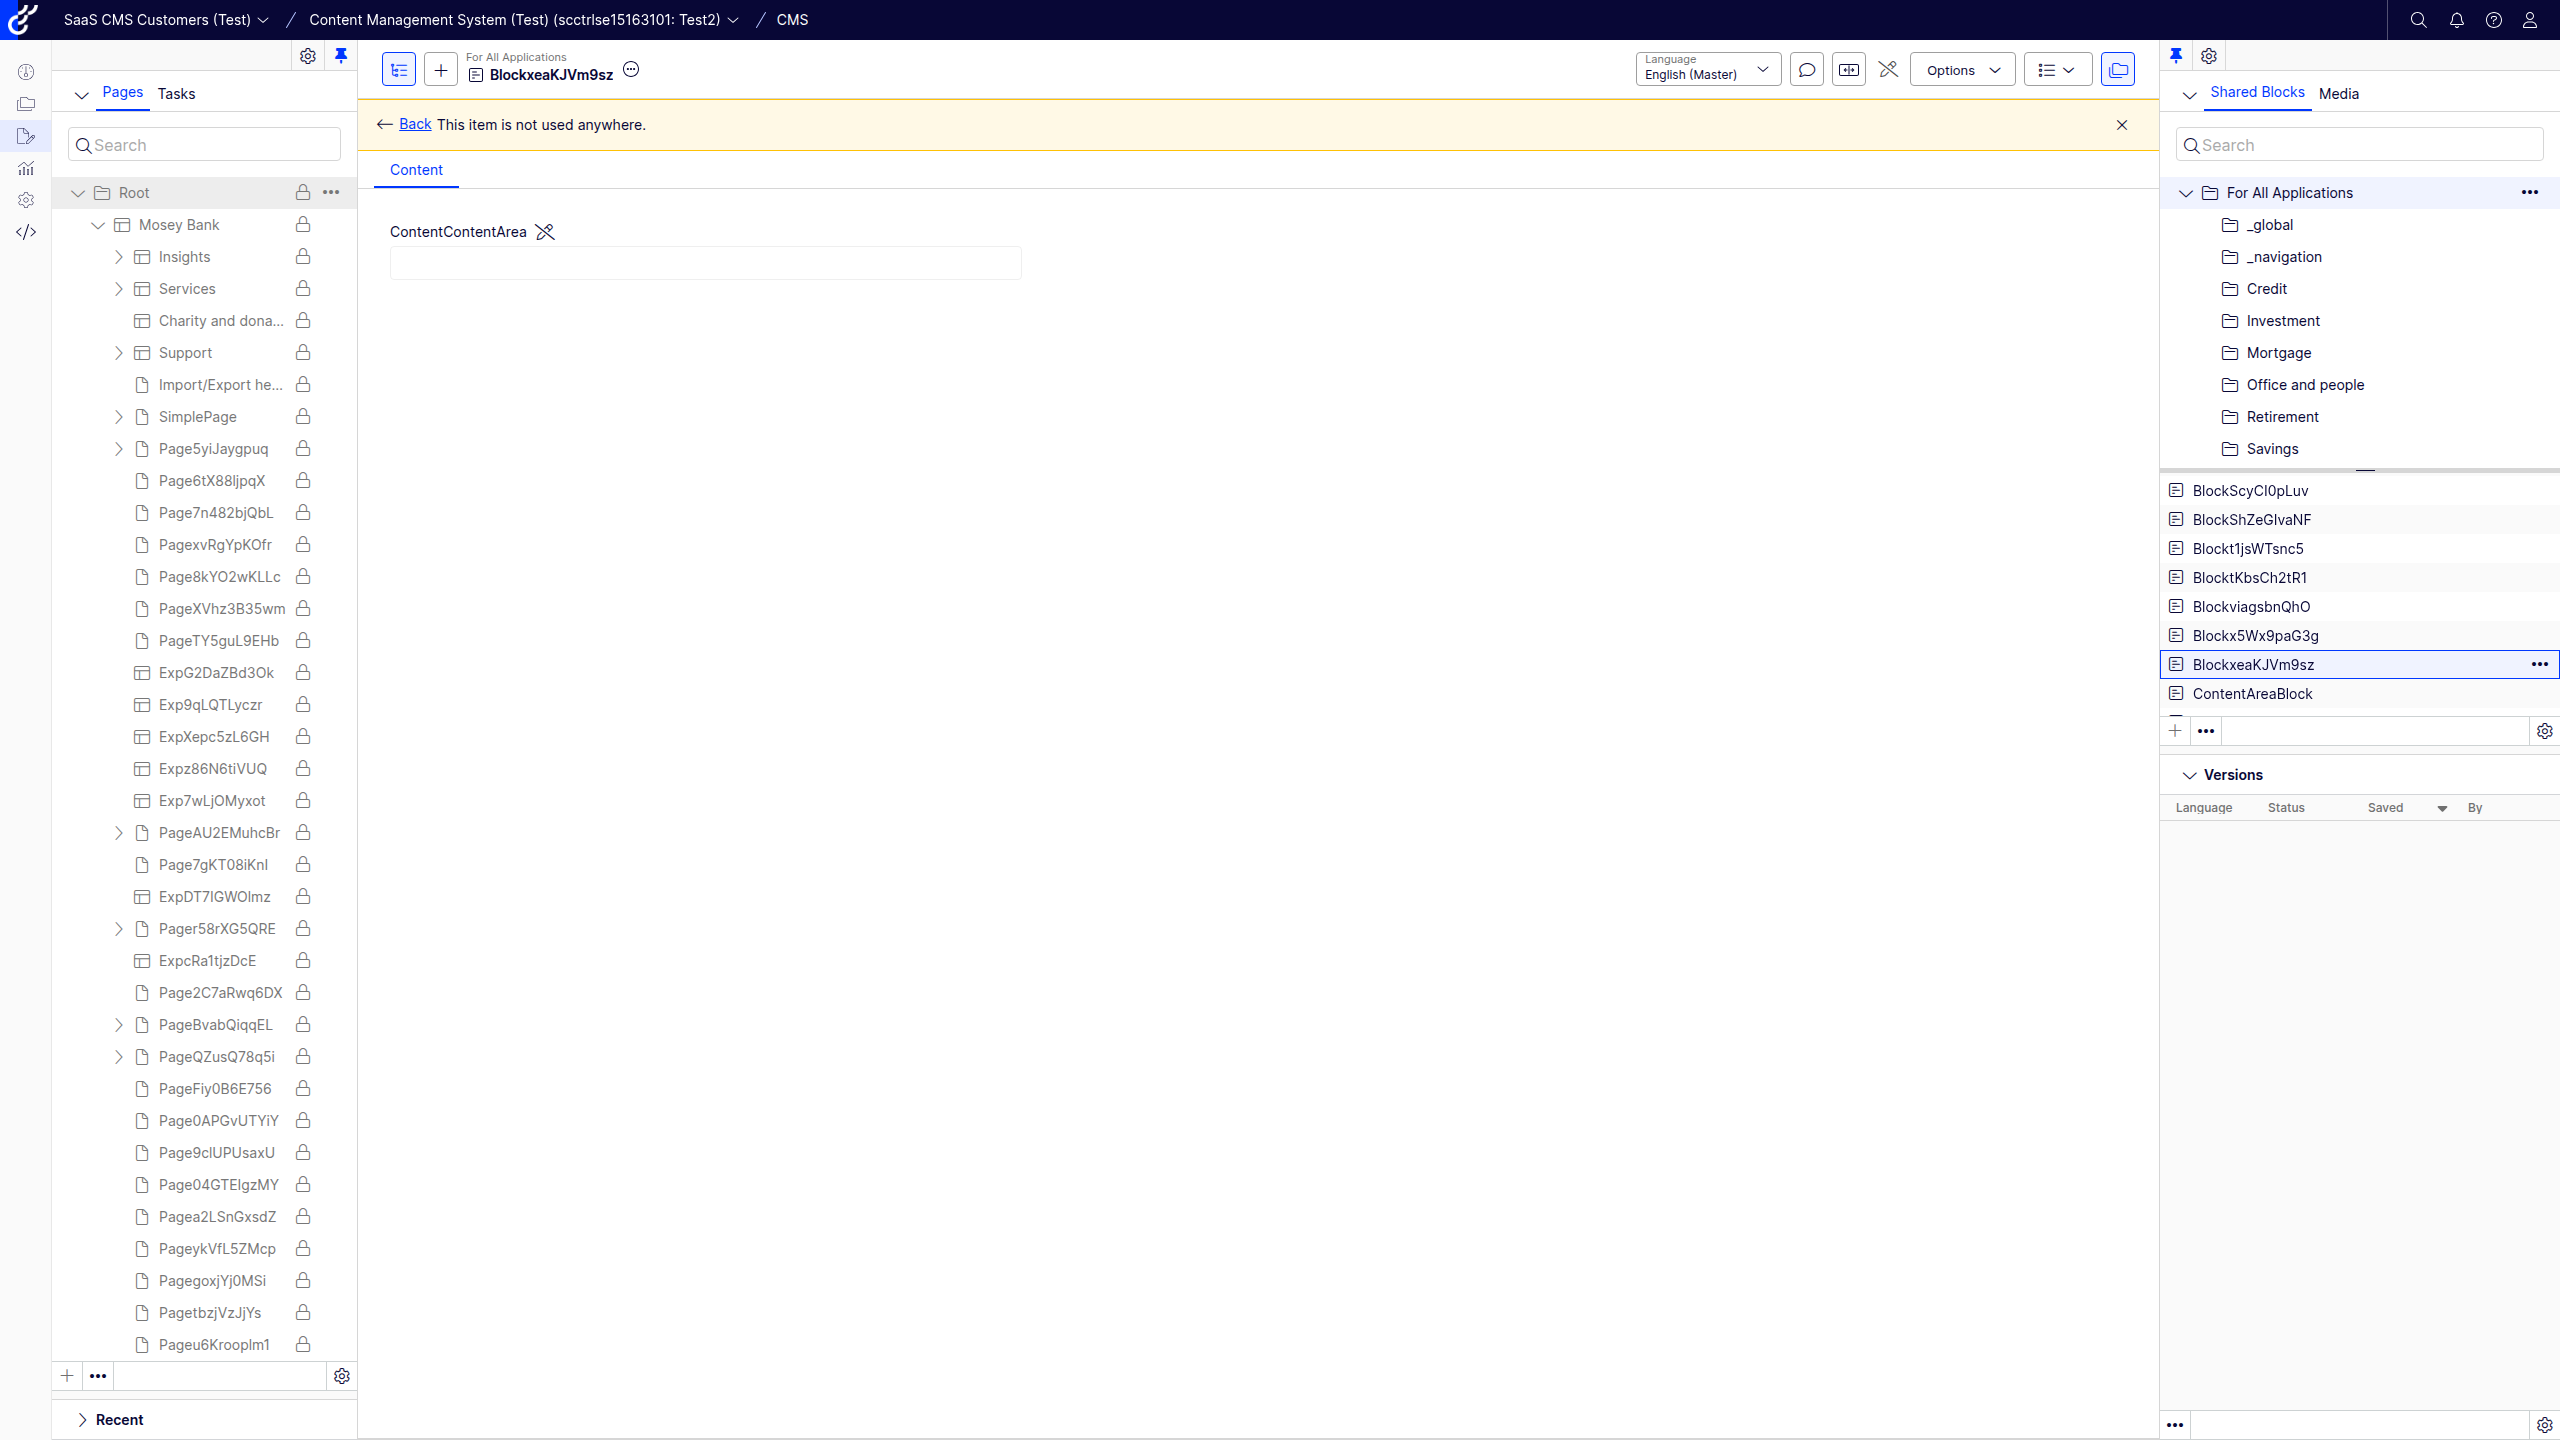 SaaS CMS Customers (Test) / Content Management System (Test) (scctrlse15163101: Test2) / CMS
Pages Tasks
Search
Root
Mosey Bank
Insights
Services
Charity and dona...
Support
Import/Export he...
SimplePage
Page5yiJaygpuq
Page6tX88ljpqX
Page7n482bjQbL
PagexvRgYpKOfr
Page8kYO2wKLLc
PageXVhz3B35wm
PageTY5guL9EHb
ExpG2DaZBd3Ok
Exp9qLQTLyczr
ExpXepc5zL6GH
Expz86N6tiVUQ
Exp7wLjOMyxot
PageAU2EMuhcBr
Page7gKT08iKnl
ExpDT7IGWOlmz
Pager58rXG5QRE
ExpcRa1tjzDcE
Page2C7aRwq6DX
PageBvabQiqqEL
PageQZusQ78q5i
PageFiy0B6E756
Page0APGvUTYiY
Page9clUPUsaxU
Page04GTEIgzMY
Pagea2LSnGxsdZ
PageykVfL5ZMcp
PagegoxjYj0MSi
PagetbzjVzJjYs
Pageu6Krooplm1
Recent
For All Applications
BlockxeaKJVm9sz
Language
English (Master)
Options
Back This item is not used anywhere.
Content
ContentContentArea
Shared Blocks Media
Search
For All Applications
_global
_navigation
Credit
Investment
Mortgage
Office and people
Retirement
Savings
BlockScyCl0pLuv
BlockShZeGlvaNF
Blockt1jsWTsnc5
BlocktKbsCh2tR1
BlockviagsbnQhO
Blockx5Wx9paG3g
BlockxeaKJVm9sz
ContentAreaBlock
Versions
Language Status Saved By